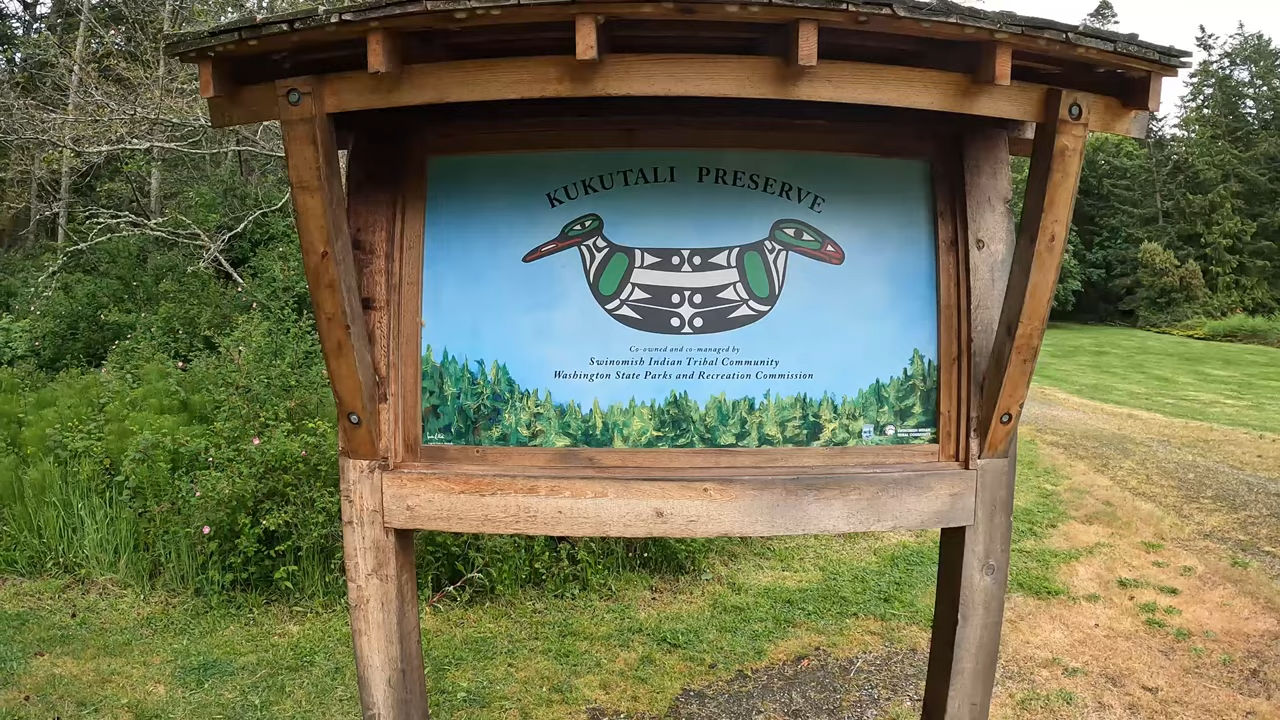 KUKUTALI PRESERVE
Co-owned and co-managed by
Swinomish Indian Tribal Community
Washington State Parks and Recreation Commission